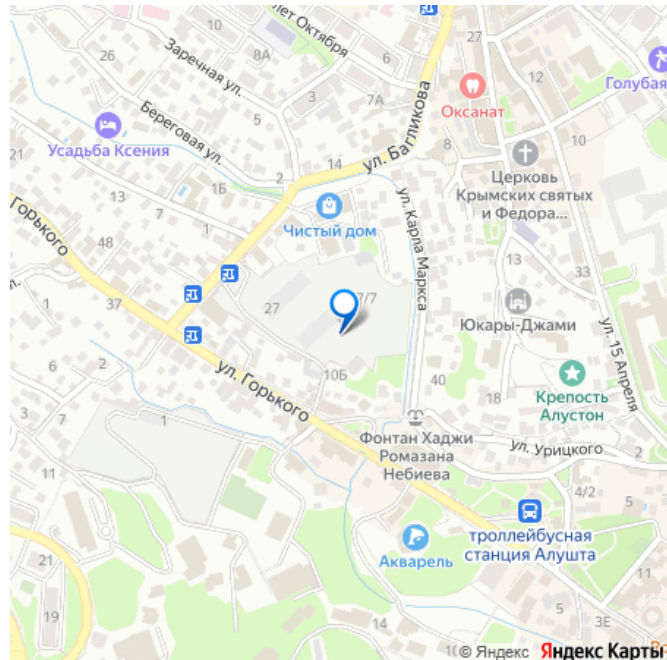 лет Октября
Заречная ул.
10
8А
27
12
26
Береговая ул.
5
3
7А
Голубая
Оксанат
Усадьба Ксения
ул. Багликова
8
10
21
13
7
1Б
2
14
Церковь
Крымских святых
и Федора...
1
Чистый дом
ул. Карла Маркса
Горького
48
13
33
1
37
27
7/7
Юкары-Джами
ул. 15 Апреля
3
ул. Горького
10Б
40
18
Крепость
Алустон
6
7
2
1
Фонтан Хаджи
Ромазана
Небиева
ул. Урицкого
4/2
5
троллейбусная
станция Алушта
Акварель
21
19
11
14
10
5
3Е
© Яндекс Яндекс Карты